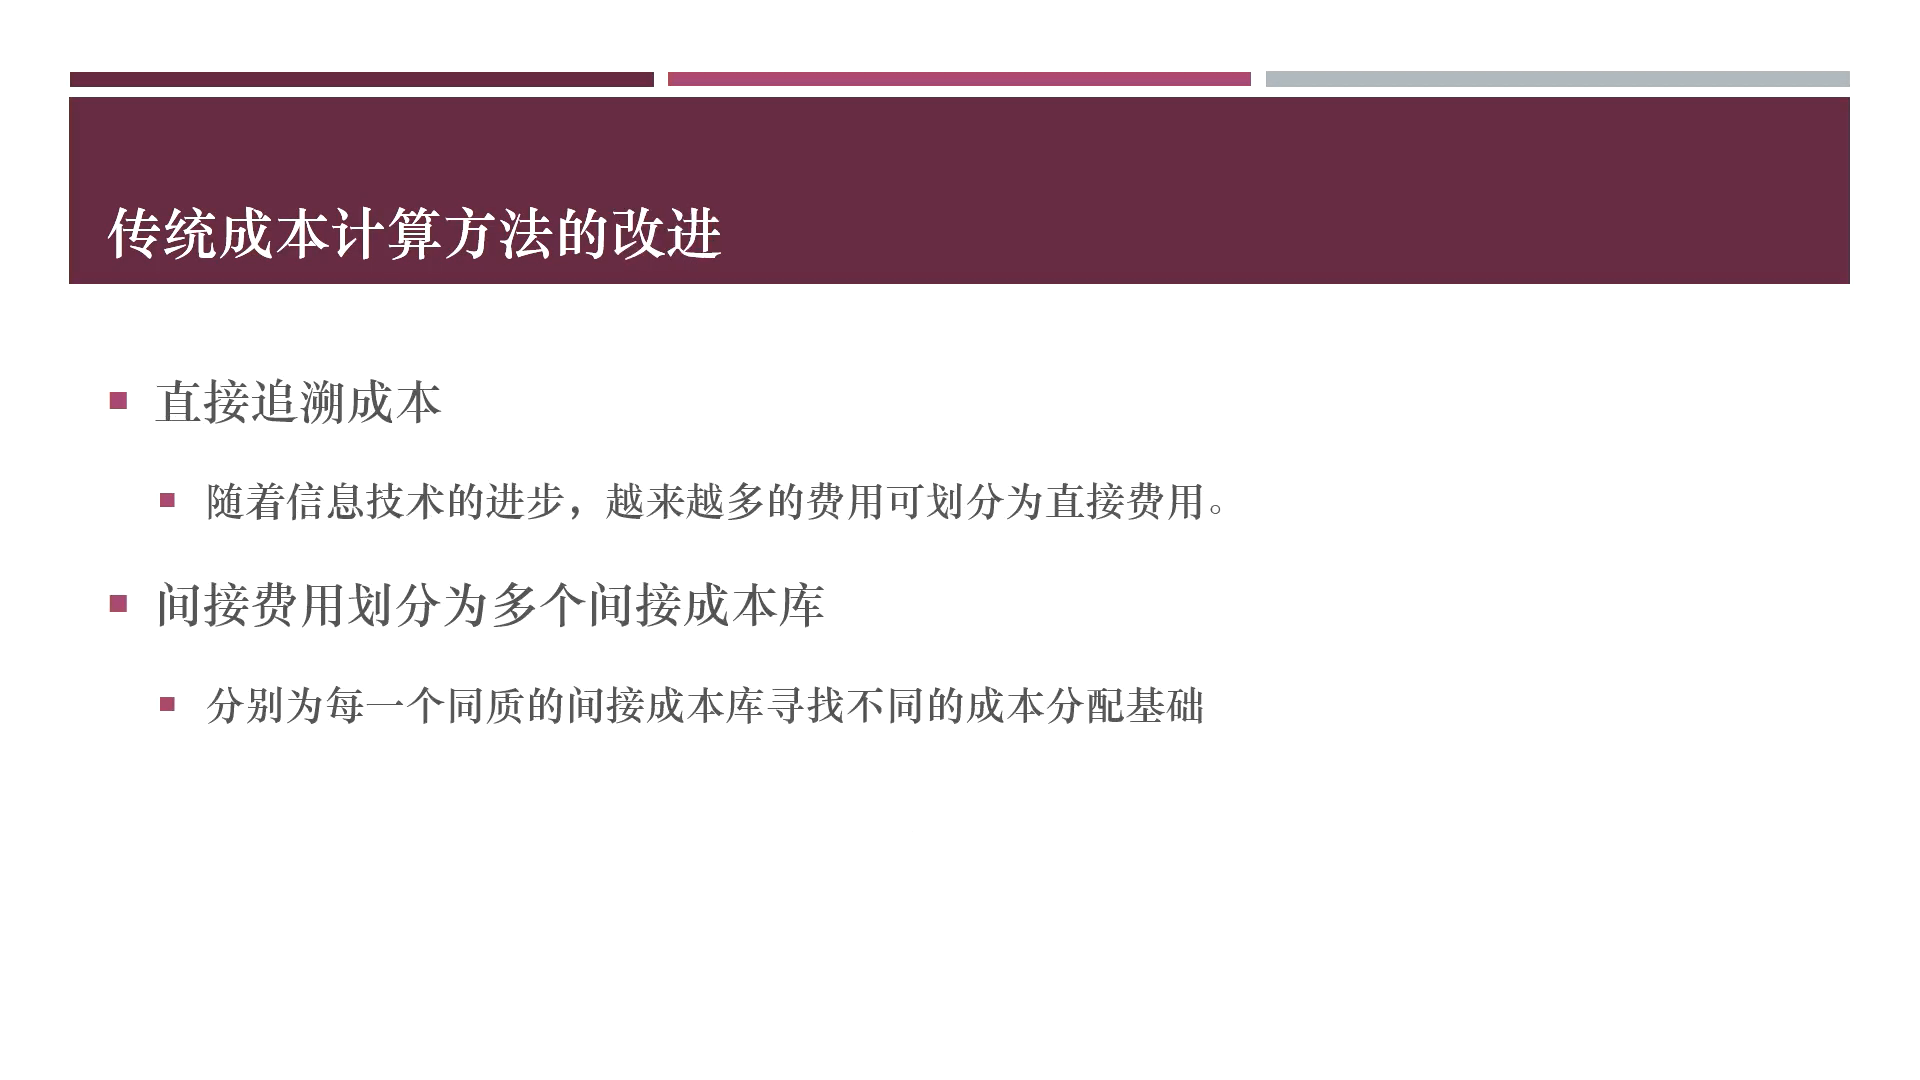 传统成本计算方法的改进
直接追溯成本
随着信息技术的进步，越来越多的费用可划分为直接费用。
间接费用划分为多个间接成本库
分别为每一个同质的间接成本库寻找不同的成本分配基础